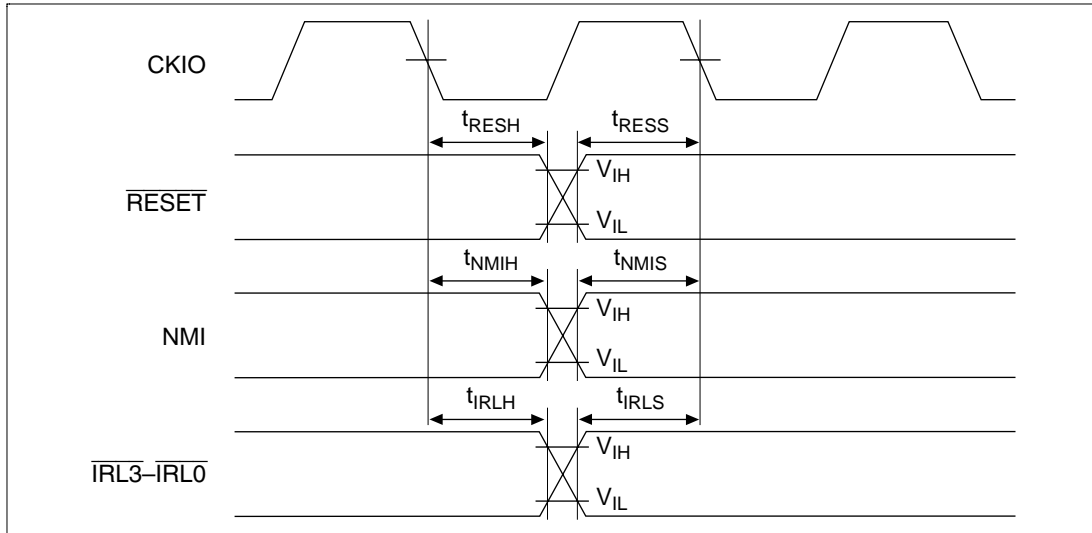 CKIO
tRESH tRESS
VIH
RESET
VIL
tNMIH tNMIS
VIH
NMI
VIL
tIRLH tIRLS
VIH
IRL3–IRL0
VIL